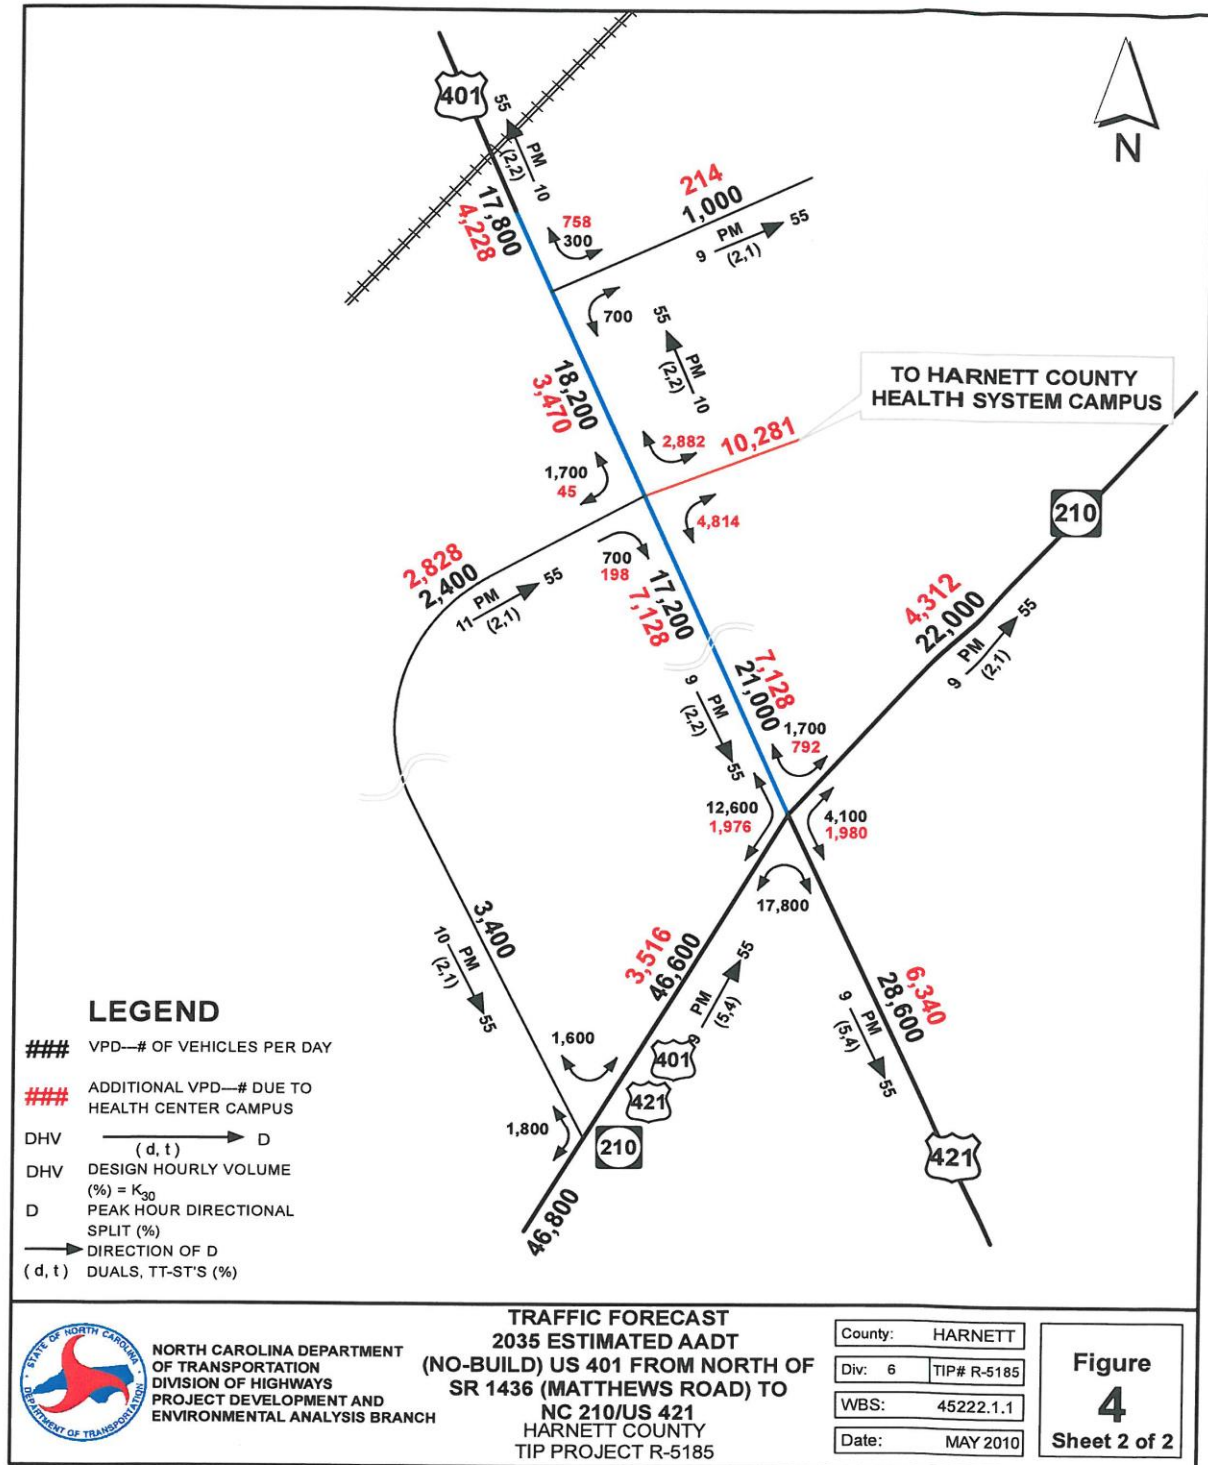 401
55
PM
(2,2)
10
17,800
4,228
758
300
214
1,000
9 PM 55
(2,1)
700
55
PM
(2,2)
10
18,200
3,470
TO HARNETT COUNTY
HEALTH SYSTEM CAMPUS
2,882
10,281
1,700
45
4,814
210
700
198
2,828
2,400
11 PM 55
(2,1)
17,200
7,128
4,312
22,000
9 PM 55
(2,1)
7,128
21,000
9 PM 55
(2,2)
1,700
792
12,600
1,976
4,100
1,980
17,800
3,400
10 PM 55
(2,1)
3,516
46,600
9 PM 55
(5,4)
6,340
28,600
9 PM 55
(5,4)
1,600
401
421
1,800
210
421
46,800
LEGEND
### VPD---# OF VEHICLES PER DAY
### ADDITIONAL VPD---# DUE TO
HEALTH CENTER CAMPUS
DHV D
(d, t)
DHV DESIGN HOURLY VOLUME
(%) = K30
D PEAK HOUR DIRECTIONAL
SPLIT (%)
DIRECTION OF D
(d, t) DUALS, TT-ST'S (%)
N
STATE OF NORTH CAROLINA
DEPARTMENT OF TRANSPORTATION
NORTH CAROLINA DEPARTMENT
OF TRANSPORTATION
DIVISION OF HIGHWAYS
PROJECT DEVELOPMENT AND
ENVIRONMENTAL ANALYSIS BRANCH
TRAFFIC FORECAST
2035 ESTIMATED AADT
(NO-BUILD) US 401 FROM NORTH OF
SR 1436 (MATTHEWS ROAD) TO
NC 210/US 421
HARNETT COUNTY
TIP PROJECT R-5185
County: HARNETT
Div: 6 TIP# R-5185
WBS: 45222.1.1
Date: MAY 2010
Figure
4
Sheet 2 of 2